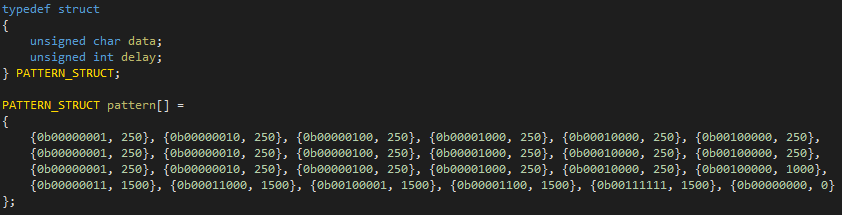 typedef struct
{
    unsigned char data;
    unsigned int delay;
} PATTERN_STRUCT;

PATTERN_STRUCT pattern[] =
{
    {0b00000001, 250}, {0b00000010, 250}, {0b00000100, 250}, {0b00001000, 250}, {0b00010000, 250}, {0b00100000, 250},
    {0b00000001, 250}, {0b00000010, 250}, {0b00000100, 250}, {0b00001000, 250}, {0b00010000, 250}, {0b00100000, 250},
    {0b00000001, 250}, {0b00000010, 250}, {0b00000100, 250}, {0b00001000, 250}, {0b00010000, 250}, {0b00100000, 1000},
    {0b00000011, 1500}, {0b00011000, 1500}, {0b00100001, 1500}, {0b00001100, 1500}, {0b00111111, 1500}, {0b00000000, 0}
};